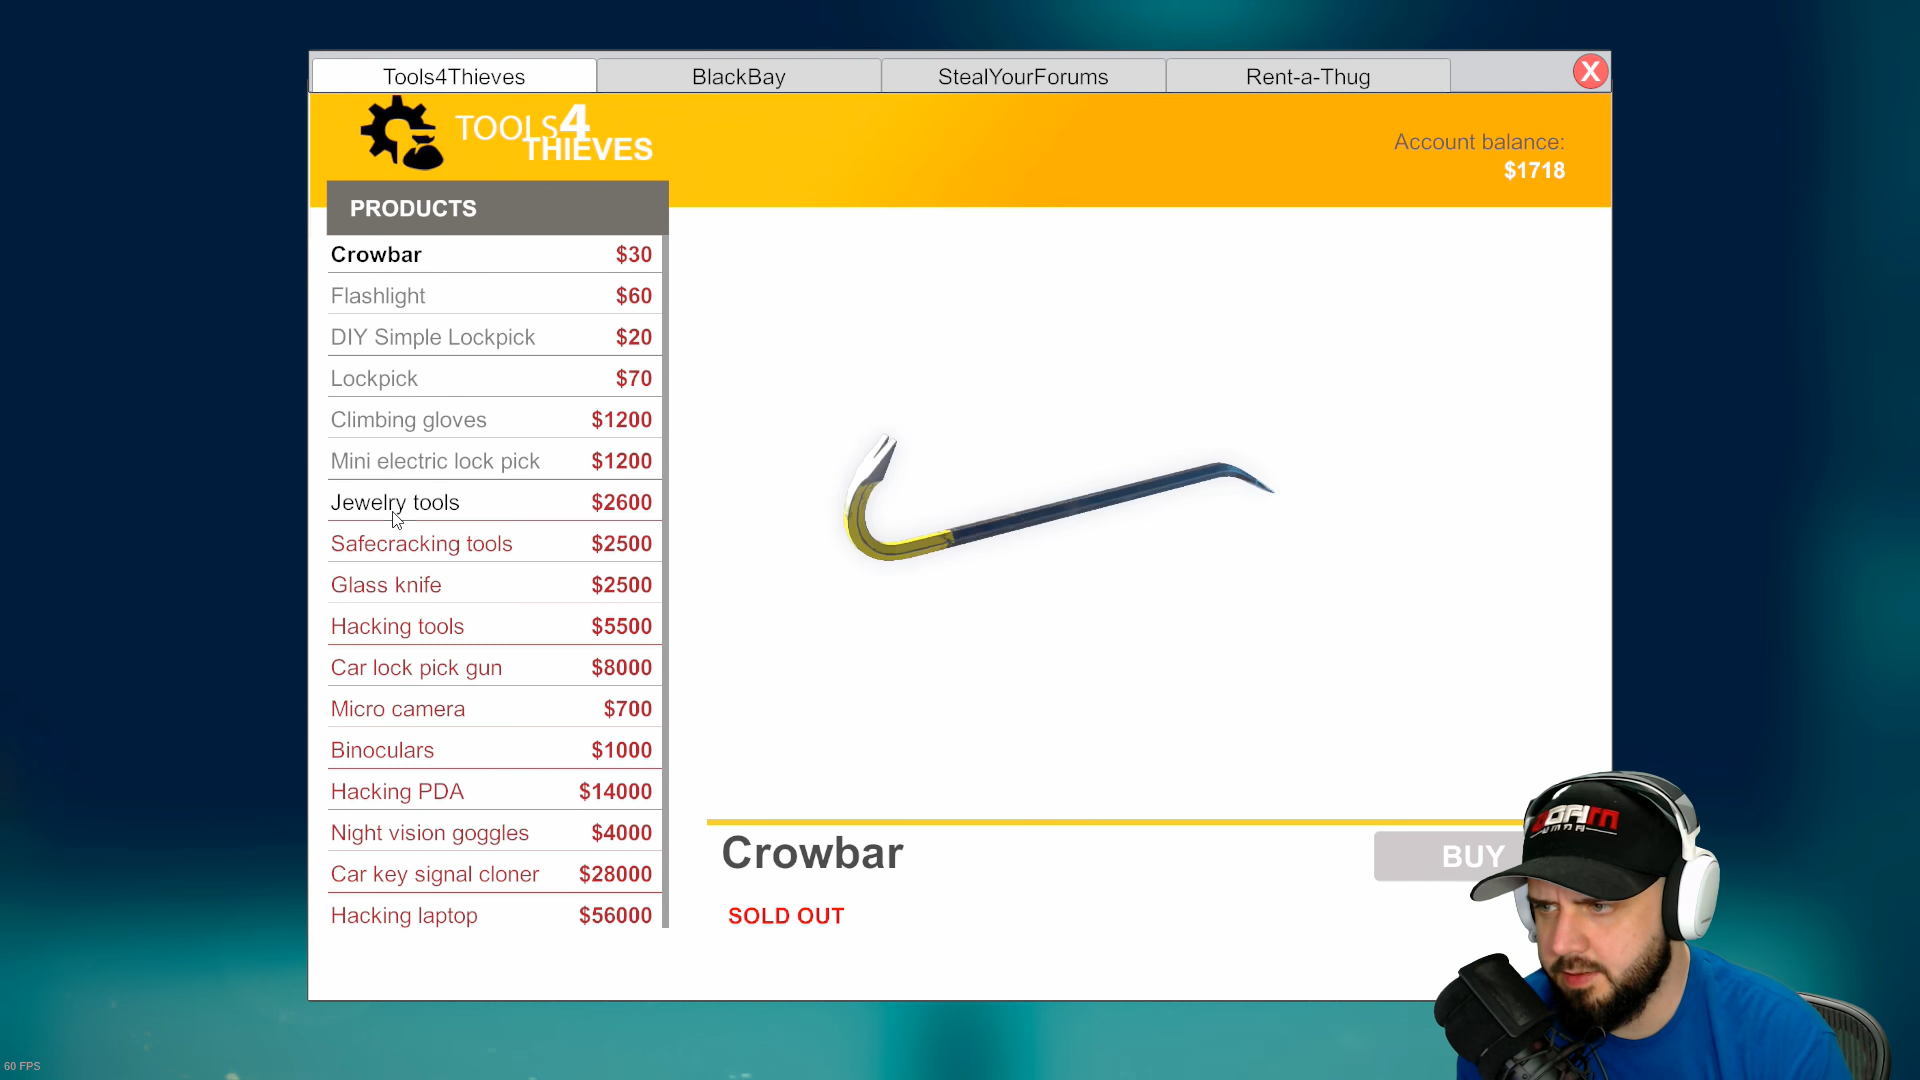 Tools4Thieves
BlackBay
StealYourForums
Rent-a-Thug
X
TOOLS4
THIEVES
Account balance:
$1718
PRODUCTS
Crowbar $30
Flashlight $60
DIY Simple Lockpick $20
Lockpick $70
Climbing gloves $1200
Mini electric lock pick $1200
Jewelry tools $2600
Safecracking tools $2500
Glass knife $2500
Hacking tools $5500
Car lock pick gun $8000
Micro camera $700
Binoculars $1000
Hacking PDA $14000
Night vision goggles $4000
Car key signal cloner $28000
Hacking laptop $56000
Crowbar
BUY
SOLD OUT
60 FPS